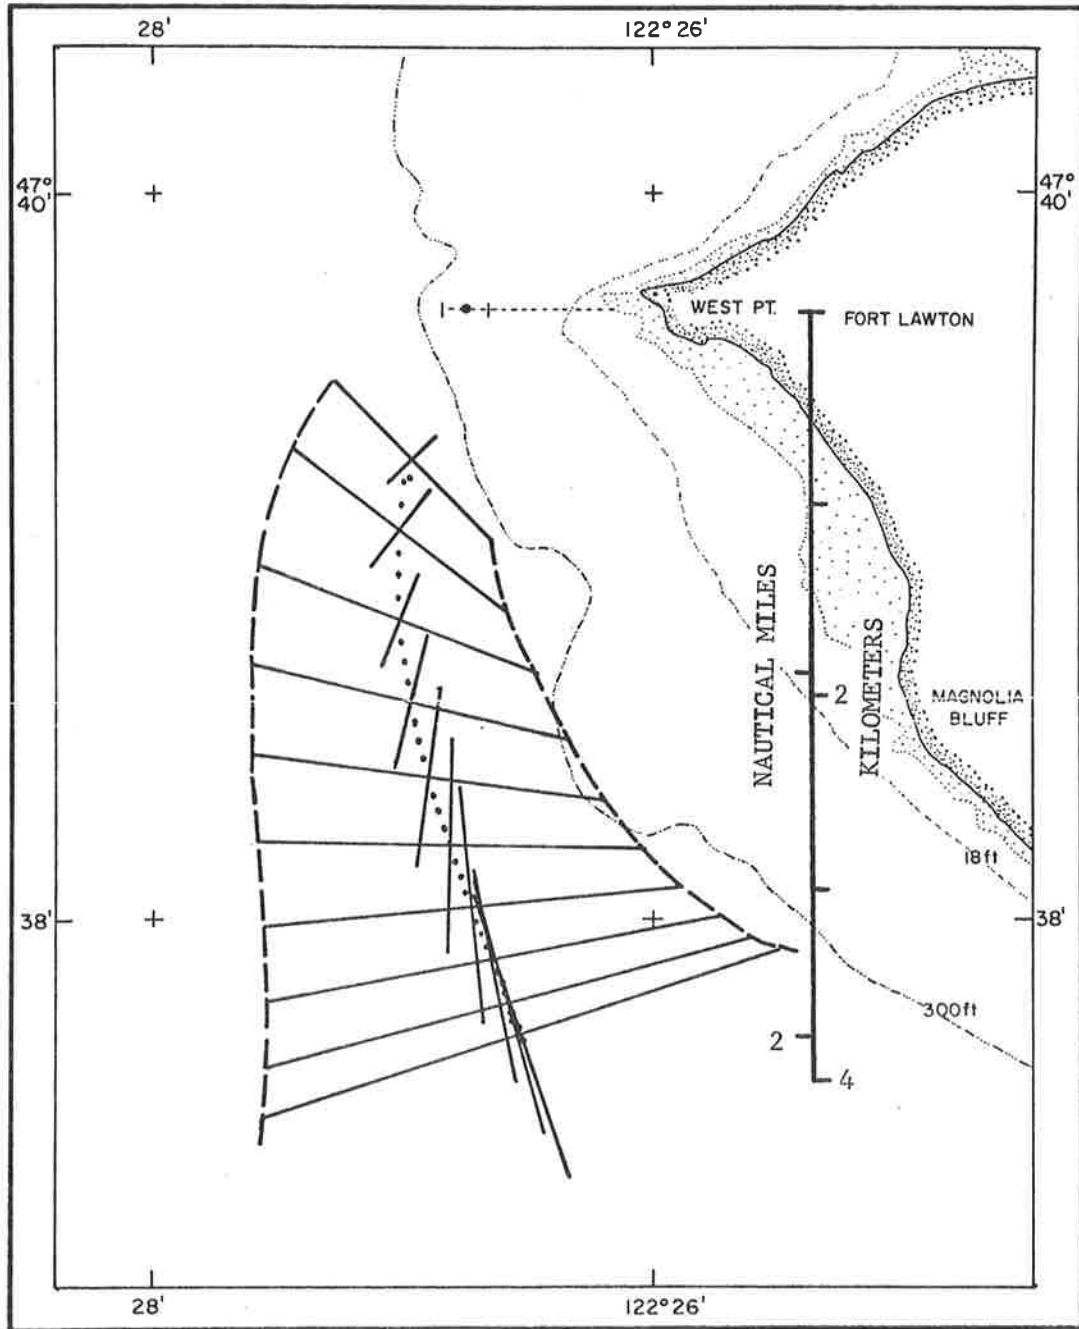 28' 122° 26'
47° 40' 47° 40'
WEST PT. FORT LAWTON
NAUTICAL MILES
KILOMETERS
2
MAGNOLIA
BLUFF
18ft
38' 38'
300ft
2
4
28' 122° 26'